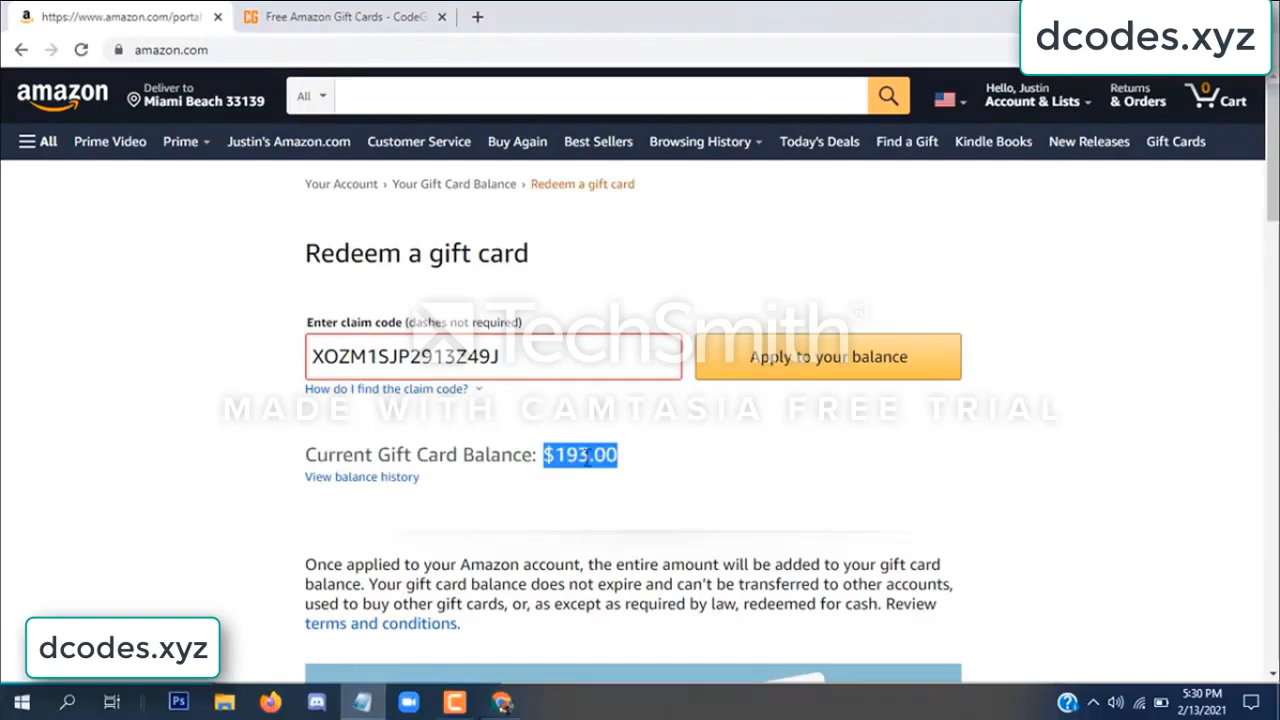 https://www.amazon.com/portal
Free Amazon Gift Cards - CodeG
dcodes.xyz
amazon.com
amazon
Deliver to
Miami Beach 33139
All
Hello, Justin
Account & Lists
Returns
& Orders
0
Cart
All Prime Video Prime Justin's Amazon.com Customer Service Buy Again Best Sellers Browsing History Today's Deals Find a Gift Kindle Books New Releases Gift Cards
Your Account › Your Gift Card Balance › Redeem a gift card
Redeem a gift card
Enter claim code (dashes not required)
XOZM1SJP2913Z49J
Apply to your balance
TechSmith®
How do I find the claim code?
MADE WITH CAMTASIA FREE TRIAL
Current Gift Card Balance: $193.00
View balance history
Once applied to your Amazon account, the entire amount will be added to your gift card
balance. Your gift card balance does not expire and can't be transferred to other accounts,
used to buy other gift cards, or, as except as required by law, redeemed for cash. Review
terms and conditions.
dcodes.xyz
Ps
5:30 PM
2/13/2021